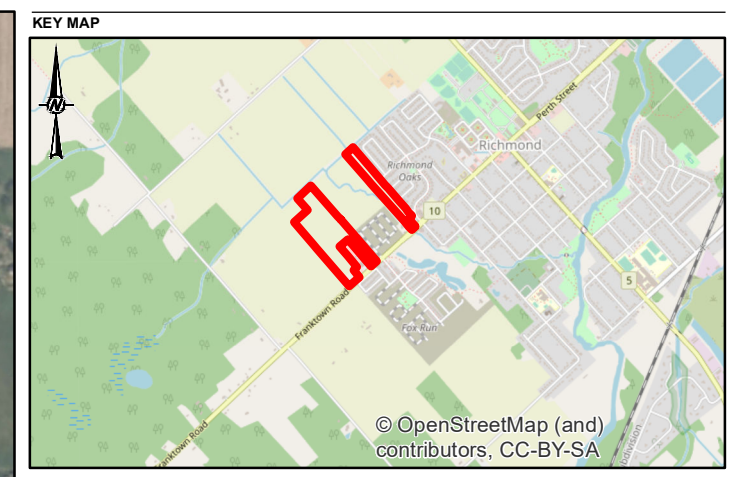 KEY MAP
N
Perth Street
Richmond
Richmond
Oaks
10
5
Franktown Road
Fox Run
Franktown Road
© OpenStreetMap (and)
contributors, CC-BY-SA